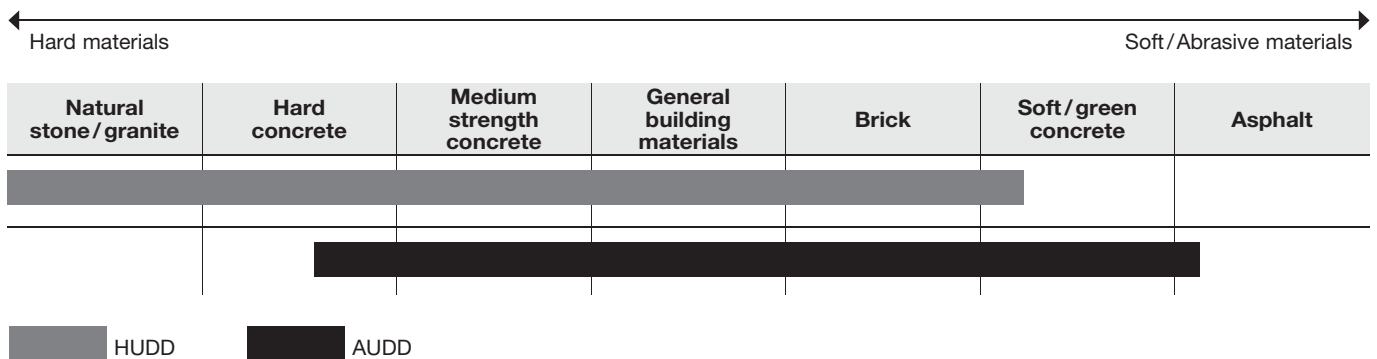 Hard materials
Soft/Abrasive materials
Natural
stone/granite
Hard
concrete
Medium
strength
concrete
General
building
materials
Brick
Soft/green
concrete
Asphalt
HUDD
AUDD